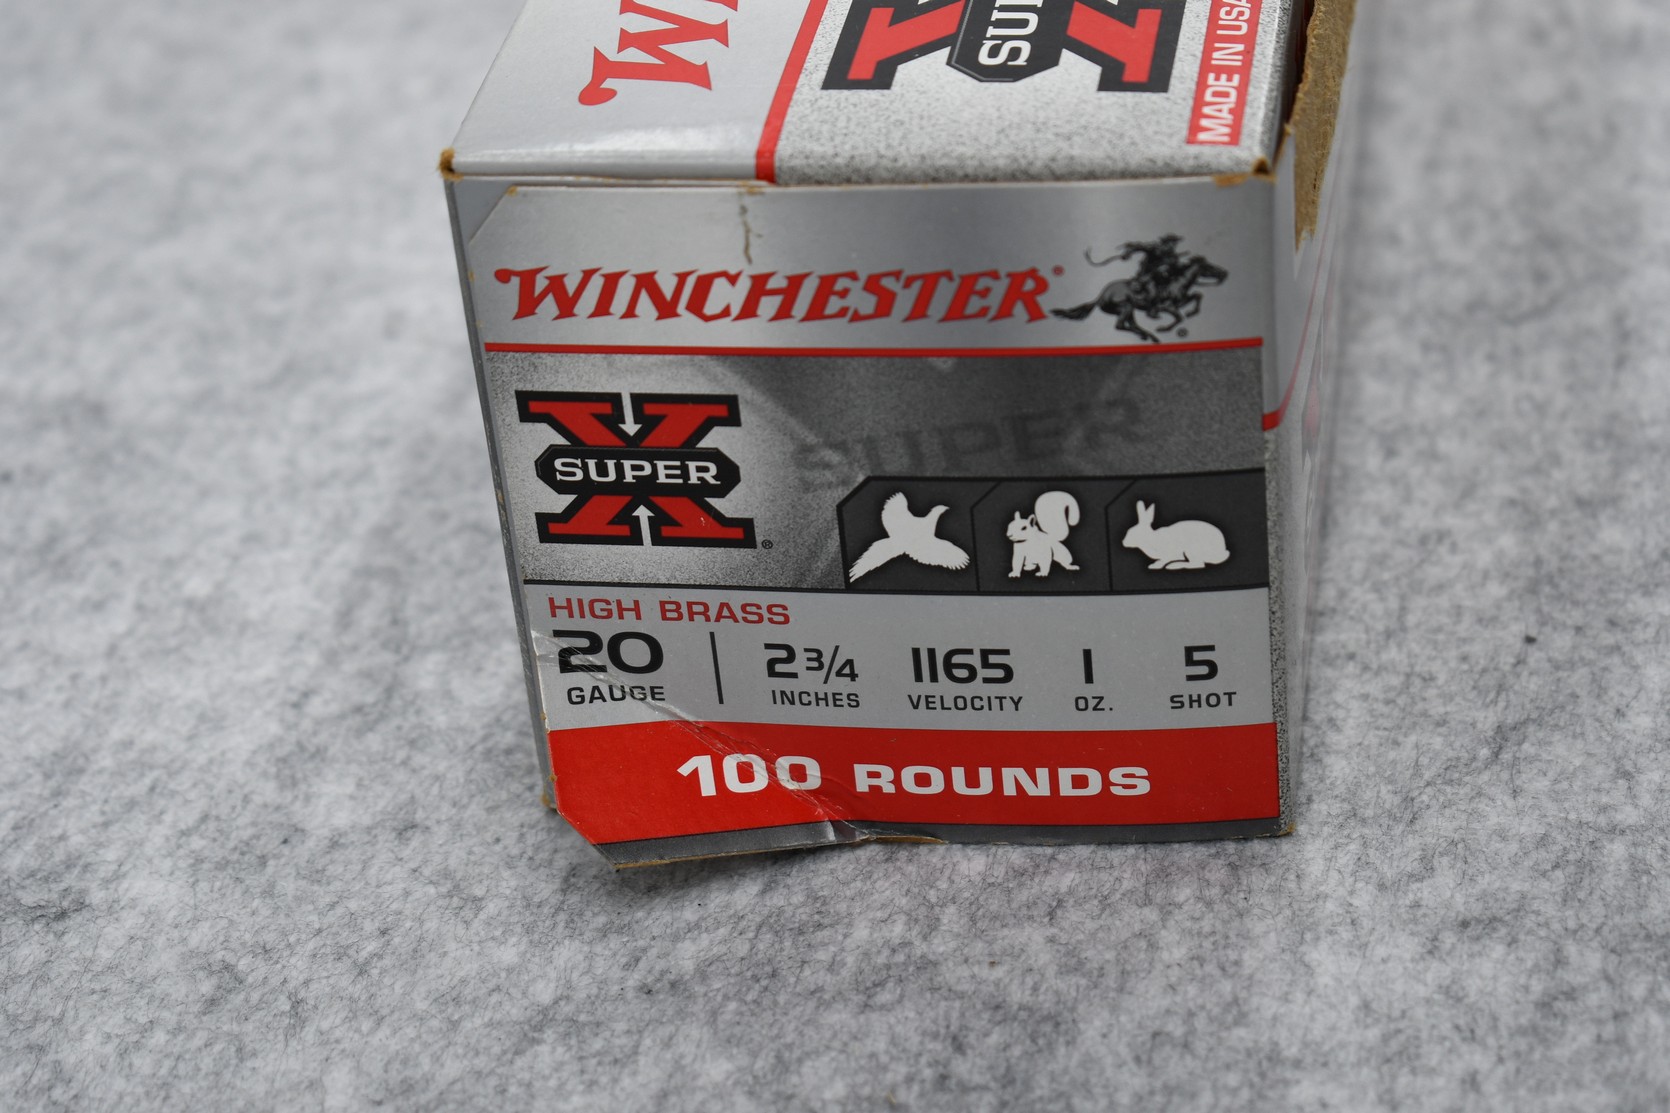 MADE IN USA
WINCHESTER®
SUPER X ®
SUPER
HIGH BRASS
20 GAUGE | 2 3/4 INCHES 1165 VELOCITY 1 OZ. 5 SHOT
100 ROUNDS